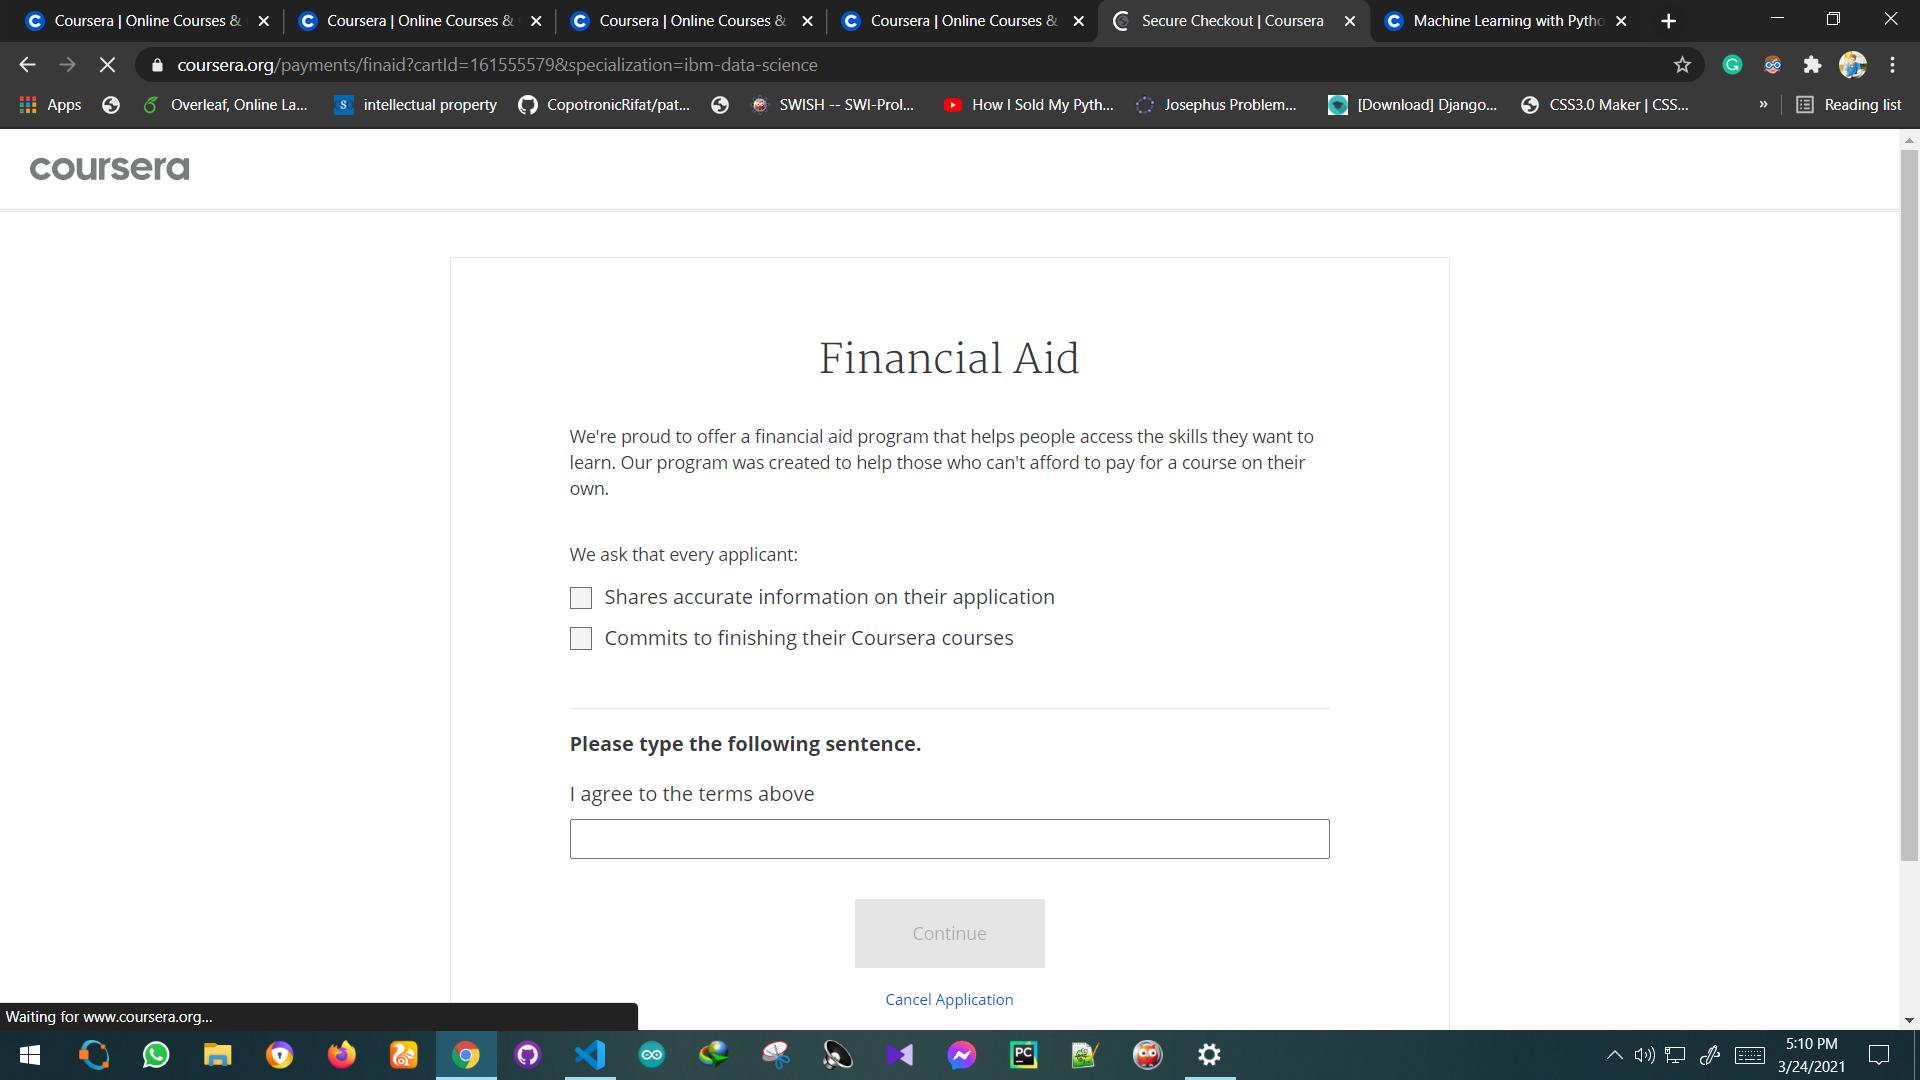 Coursera | Online Courses &
Coursera | Online Courses &
Coursera | Online Courses &
Coursera | Online Courses &
Secure Checkout | Coursera
Machine Learning with Pytho
coursera.org/payments/finaid?cartId=161555579&specialization=ibm-data-science
Apps
Overleaf, Online La...
intellectual property
CopotronicRifat/pat...
SWISH -- SWI-Prol...
How I Sold My Pyth...
Josephus Problem...
[Download] Django...
CSS3.0 Maker | CSS...
»
Reading list
coursera
Financial Aid
We're proud to offer a financial aid program that helps people access the skills they want to
learn. Our program was created to help those who can't afford to pay for a course on their
own.
We ask that every applicant:
Shares accurate information on their application
Commits to finishing their Coursera courses
Please type the following sentence.
I agree to the terms above
Continue
Cancel Application
Waiting for www.coursera.org...
PC
5:10 PM
3/24/2021